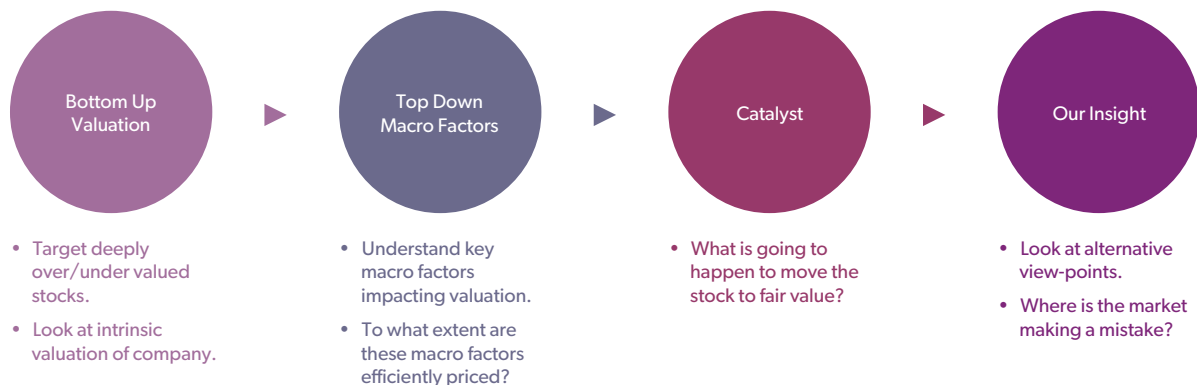 Bottom Up
Valuation
Top Down
Macro Factors
Catalyst
Our Insight
• Target deeply
over/under valued
stocks.
• Look at intrinsic
valuation of company.
• Understand key
macro factors
impacting valuation.
• To what extent are
these macro factors
efficiently priced?
• What is going to
happen to move the
stock to fair value?
• Look at alternative
view-points.
• Where is the market
making a mistake?